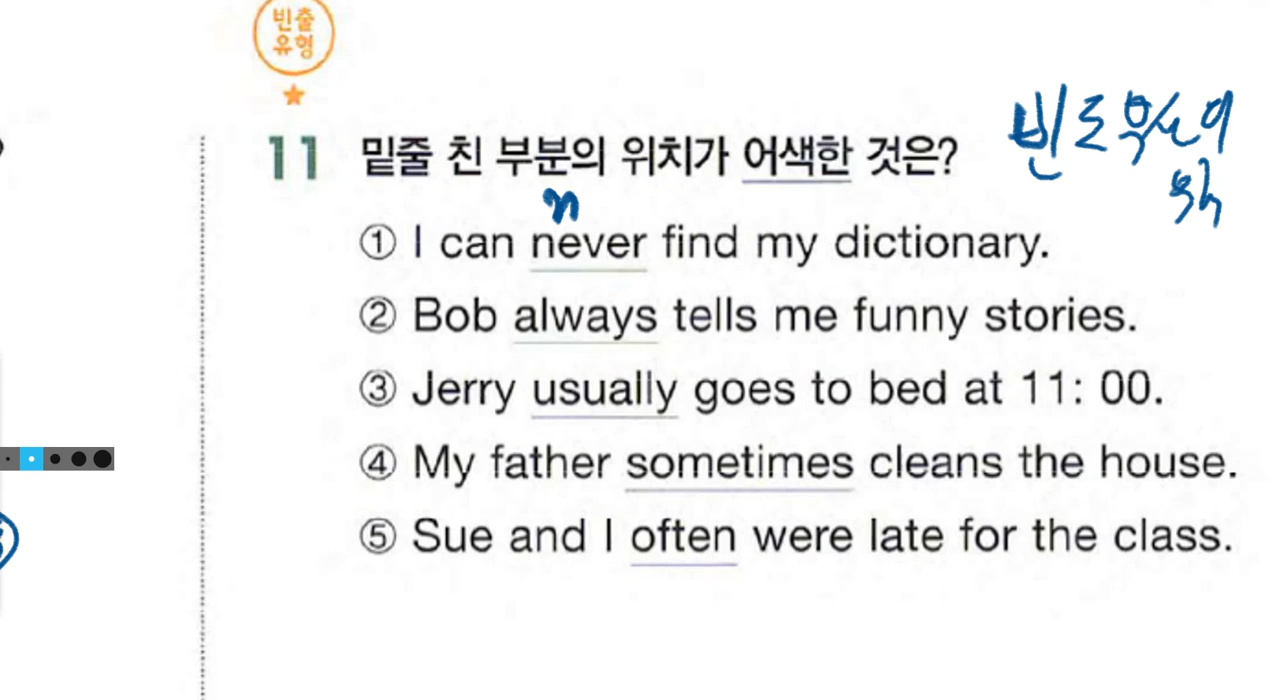 빈출
유형
11 밑줄 친 부분의 위치가 어색한 것은?
빈도
n
① I can never find my dictionary.
② Bob always tells me funny stories.
③ Jerry usually goes to bed at 11: 00.
④ My father sometimes cleans the house.
⑤ Sue and I often were late for the class.